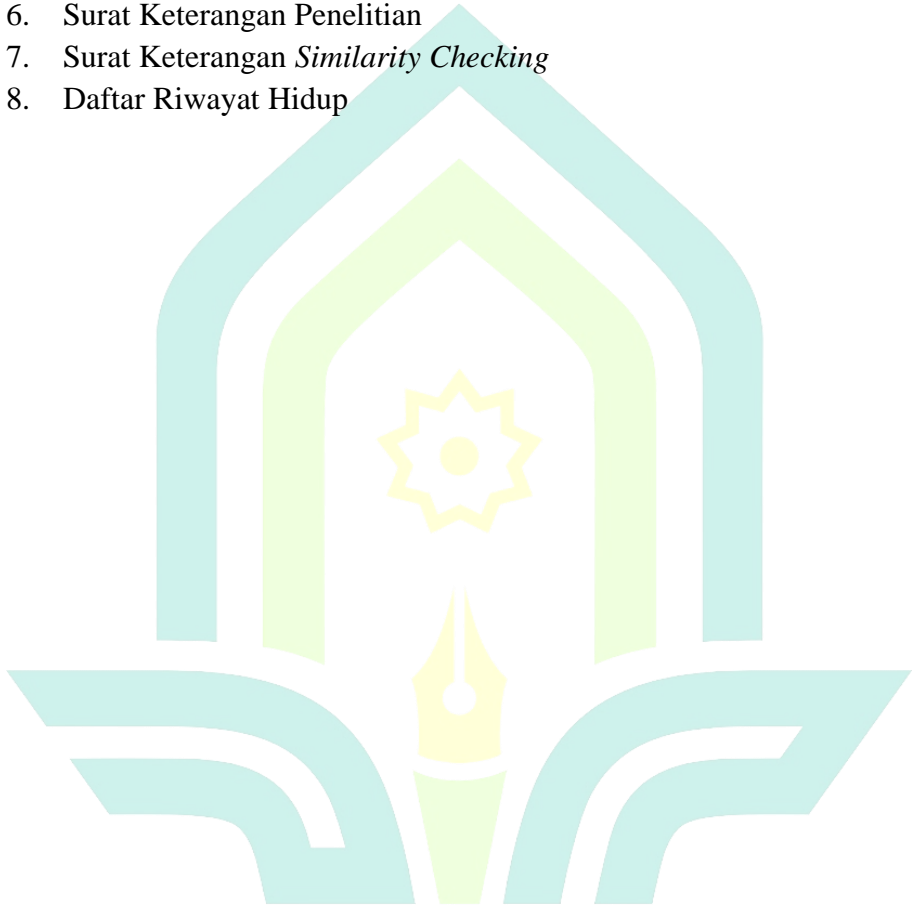 6. Surat Keterangan Penelitian
7. Surat Keterangan Similarity Checking
8. Daftar Riwayat Hidup